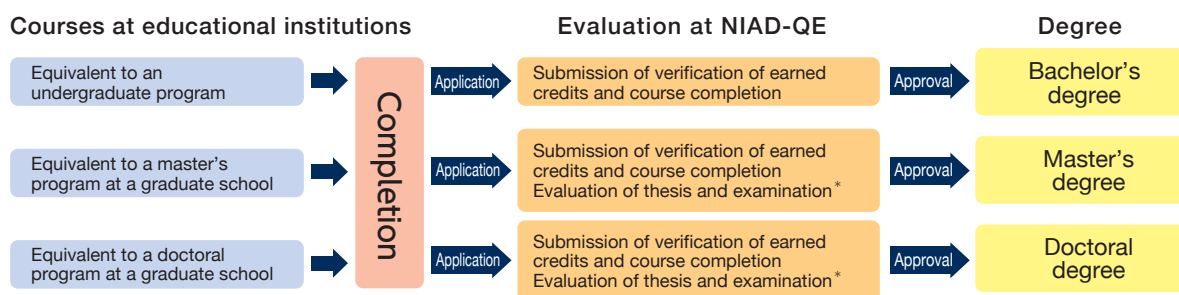 Courses at educational institutions
Evaluation at NIAD-QE
Degree
Equivalent to an
undergraduate program
Completion
Application
Submission of verification of earned
credits and course completion
Approval
Bachelor's
degree
Equivalent to a master's
program at a graduate school
Application
Submission of verification of earned
credits and course completion
Evaluation of thesis and examination*
Approval
Master's
degree
Equivalent to a doctoral
program at a graduate school
Application
Submission of verification of earned
credits and course completion
Evaluation of thesis and examination*
Approval
Doctoral
degree